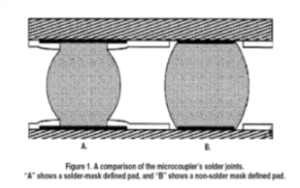 A.
B.
Figure 1. A comparison of the microcoupler's solder joints.
"A" shows a solder-mask defined pad, and "B" shows a non-solder mask defined pad.